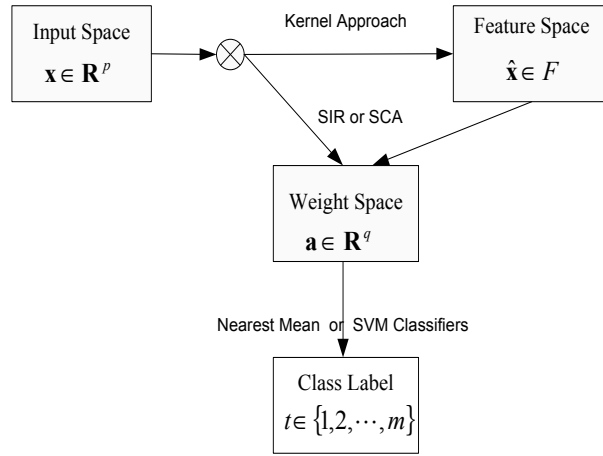 Input Space
x ∈ R^p
Kernel Approach
Feature Space
x̂ ∈ F
SIR or SCA
Weight Space
a ∈ R^q
Nearest Mean or SVM Classifiers
Class Label
t ∈ {1,2,⋯,m}